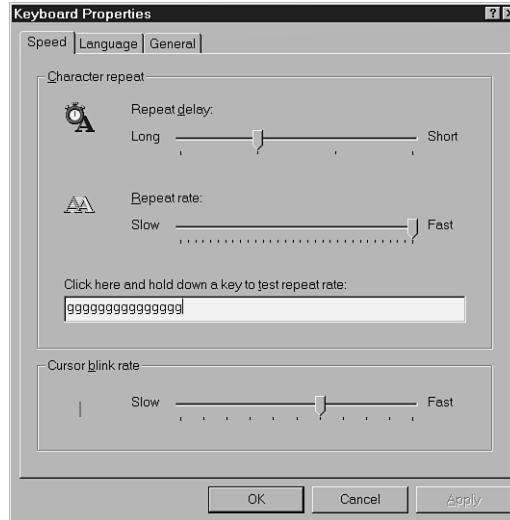 Keyboard Properties
Speed Language General
Character repeat
Repeat delay:
Long Short
Repeat rate:
Slow Fast
Click here and hold down a key to test repeat rate:
ggggggggggggggg
Cursor blink rate
Slow Fast
OK Cancel Apply